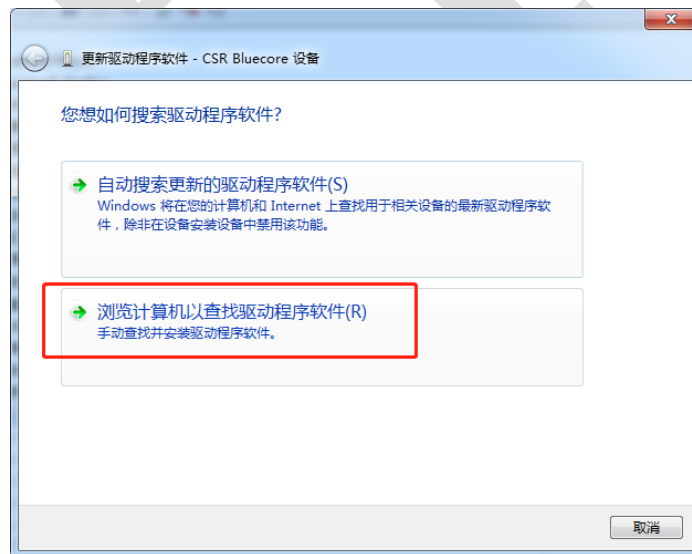 更新驱动程序软件 - CSR Bluecore 设备
您想如何搜索驱动程序软件?
自动搜索更新的驱动程序软件(S)
Windows 将在您的计算机和 Internet 上查找用于相关设备的最新驱动程序软
件，除非在设备安装设备中禁用该功能。
浏览计算机以查找驱动程序软件(R)
手动查找并安装驱动程序软件。
取消